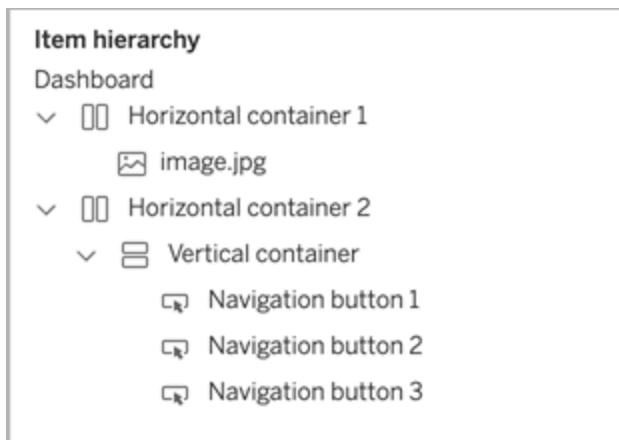 Item hierarchy
Dashboard
Horizontal container 1
image.jpg
Horizontal container 2
Vertical container
Navigation button 1
Navigation button 2
Navigation button 3